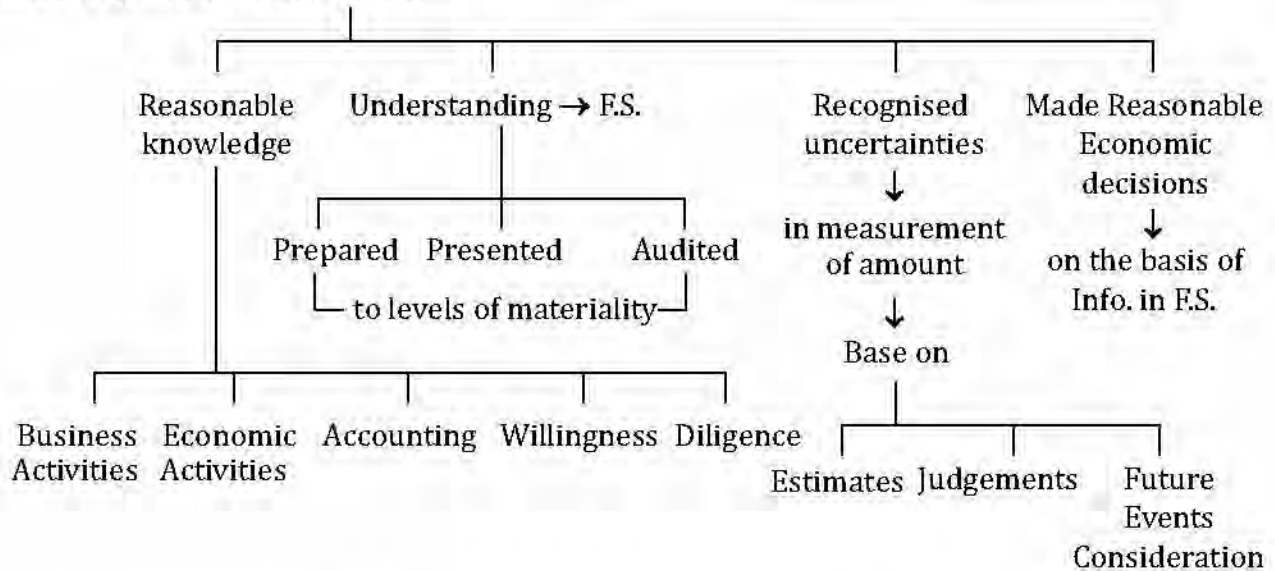 Reasonable
knowledge
Understanding → F.S.
Recognised
uncertainties
↓
in measurement
of amount
↓
Base on
Made Reasonable
Economic
decisions
↓
on the basis of
Info. in F.S.
Prepared Presented Audited
to levels of materiality
Business
Activities
Economic
Activities
Accounting
Willingness
Diligence
Estimates
Judgements
Future
Events
Consideration